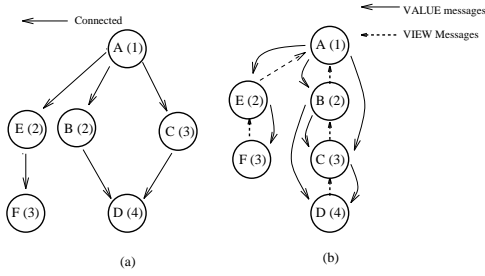 Connected
A (1)
E (2)
B (2)
C (3)
F (3)
D (4)
(a)
VALUE messages
VIEW Messages
A (1)
E (2)
B (2)
F (3)
C (3)
D (4)
(b)